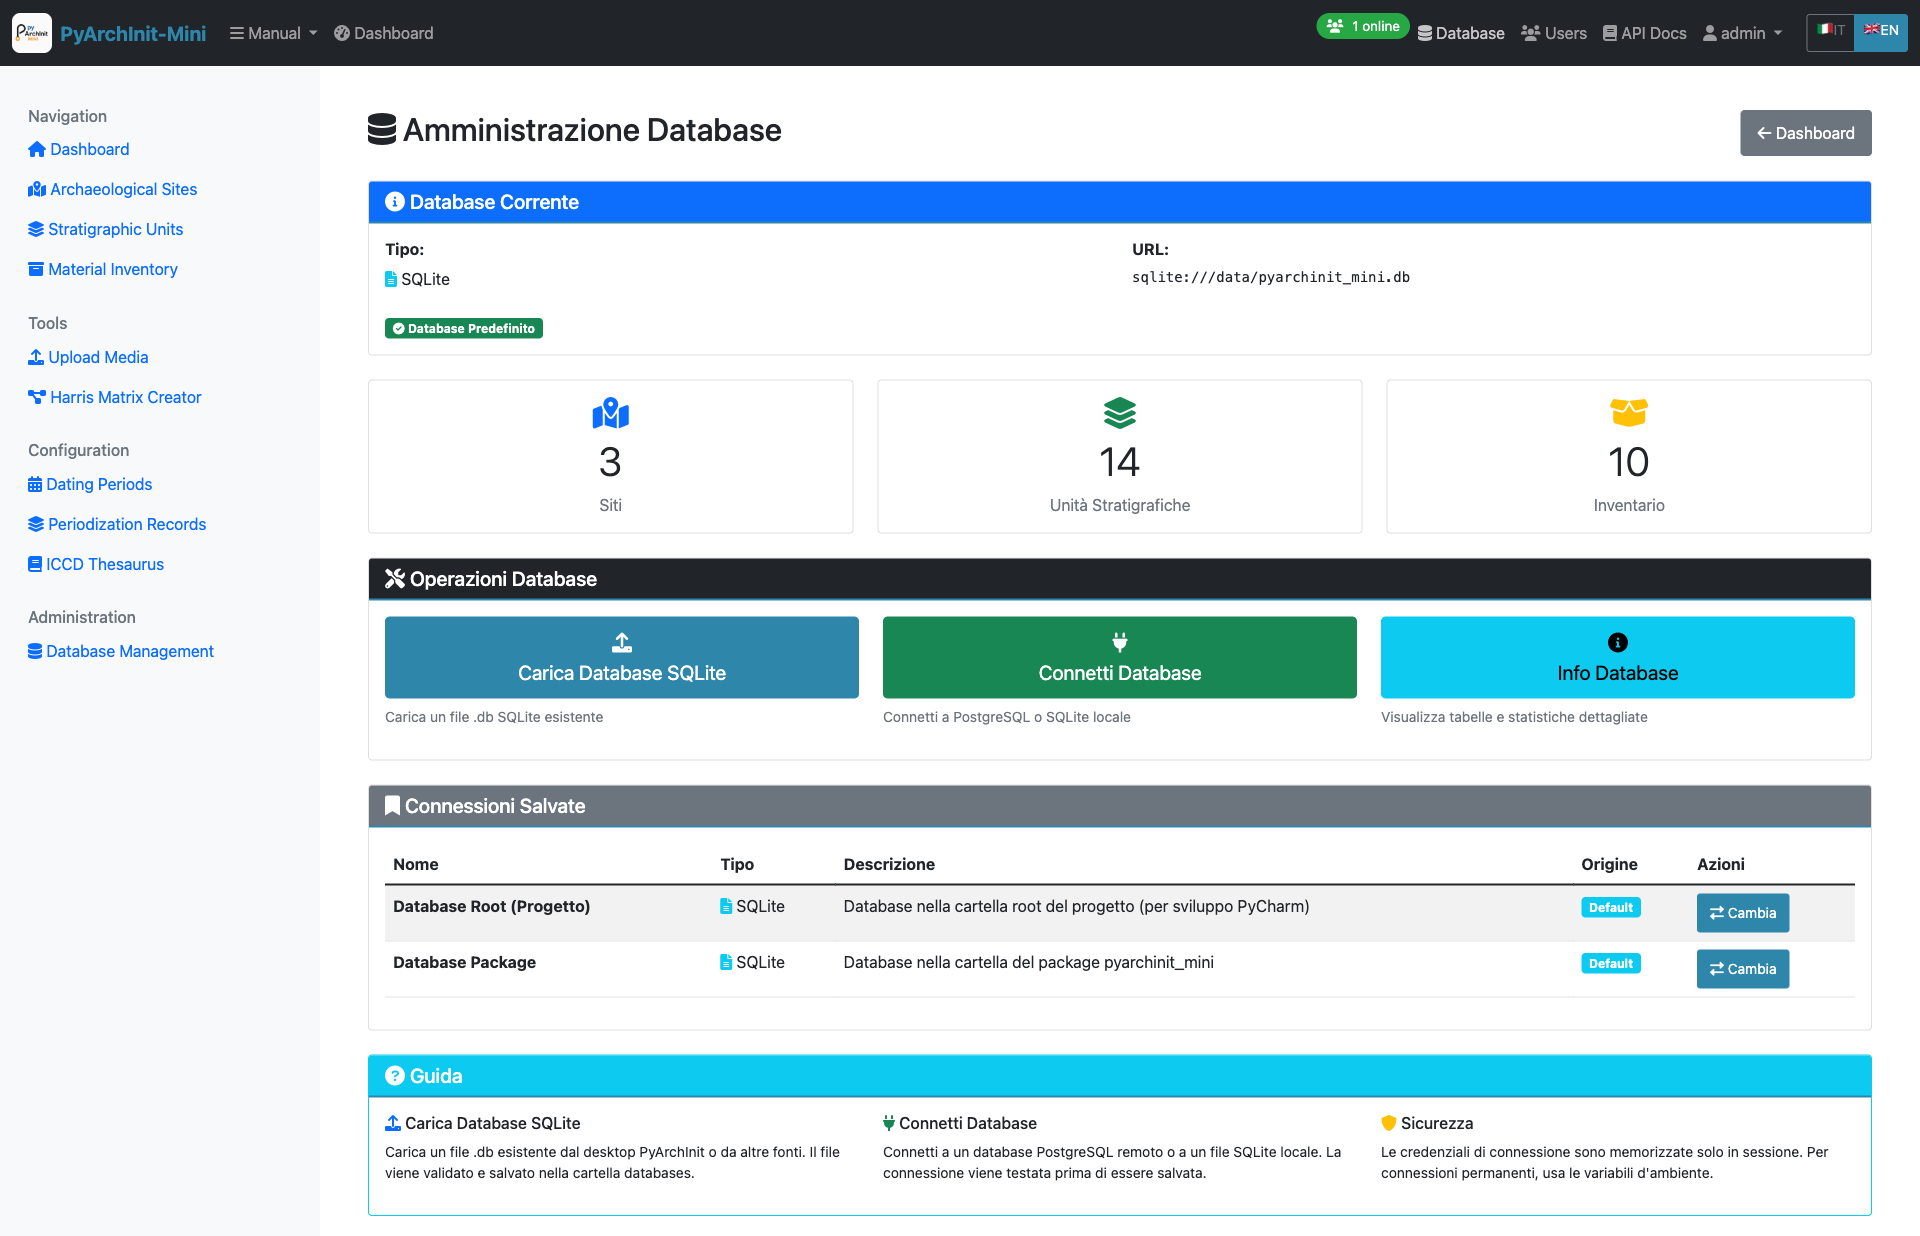 PyArchInit-Mini
Manual
Dashboard
1 online
Database
Users
API Docs
admin
IT
EN
Navigation
Dashboard
Archaeological Sites
Stratigraphic Units
Material Inventory
Tools
Upload Media
Harris Matrix Creator
Configuration
Dating Periods
Periodization Records
ICCD Thesaurus
Administration
Database Management
Amministrazione Database
Dashboard
Database Corrente
Tipo:
SQLite
Database Predefinito
URL:
sqlite:///data/pyarchinit_mini.db
3
Siti
14
Unità Stratigrafiche
10
Inventario
Operazioni Database
Carica Database SQLite
Carica un file .db SQLite esistente
Connetti Database
Connetti a PostgreSQL o SQLite locale
Info Database
Visualizza tabelle e statistiche dettagliate
Connessioni Salvate
Nome Tipo Descrizione Origine Azioni
Database Root (Progetto) SQLite Database nella cartella root del progetto (per sviluppo PyCharm) Default Cambia
Database Package SQLite Database nella cartella del package pyarchinit_mini Default Cambia
Guida
Carica Database SQLite
Carica un file .db esistente dal desktop PyArchInit o da altre fonti. Il file
viene validato e salvato nella cartella databases.
Connetti Database
Connetti a un database PostgreSQL remoto o a un file SQLite locale. La
connessione viene testata prima di essere salvata.
Sicurezza
Le credenziali di connessione sono memorizzate solo in sessione. Per
connessioni permanenti, usa le variabili d'ambiente.